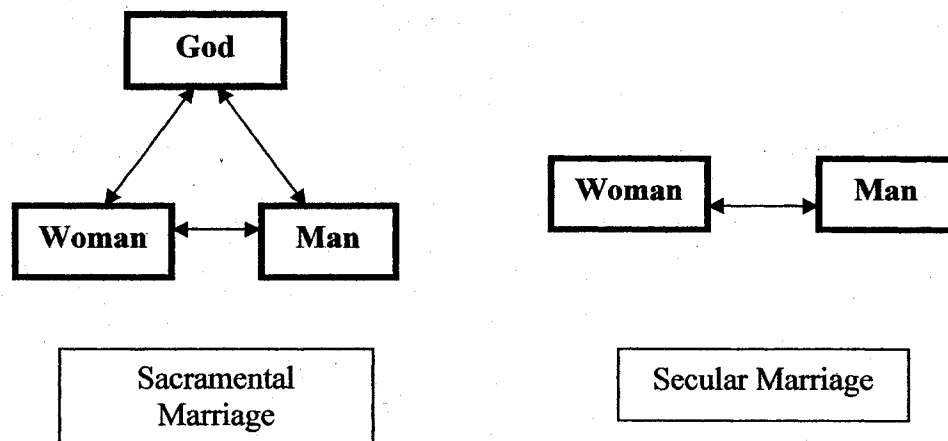 God
Woman
Man
Woman
Man
Sacramental
Marriage
Secular Marriage